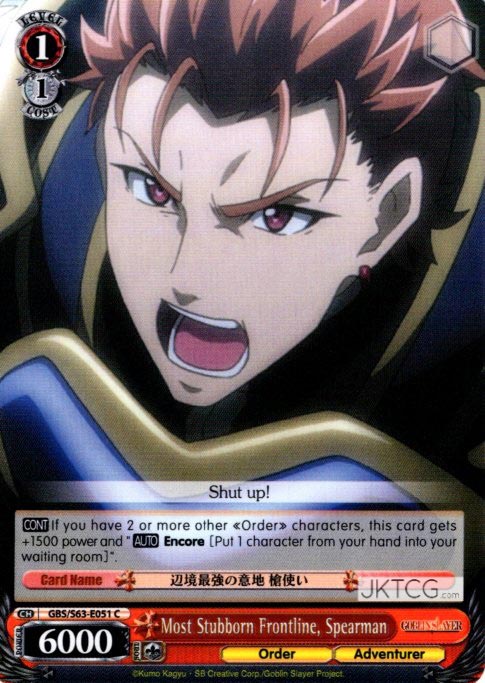 LEVEL
1
1
COST
Shut up!
CONT If you have 2 or more other «Order» characters, this card gets
+1500 power and " AUTO Encore [Put 1 character from your hand into your
waiting room]".
Card Name 辺境最強の意地 槍使い
JKTCG.com
CH GBS/S63-E051 C
Most Stubborn Frontline, Spearman
GOBLIN SLAYER
POWER 6000 SOUL
Order Adventurer
©Kumo Kagyu・SB Creative Corp./Goblin Slayer Project.